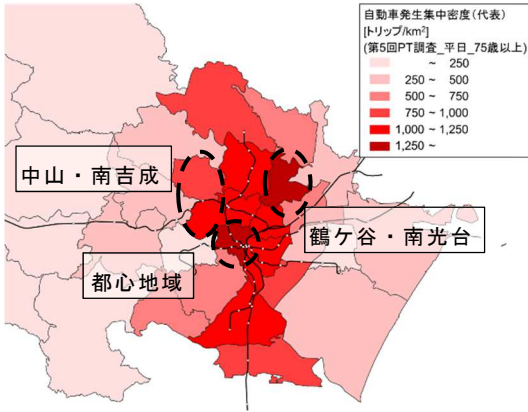 自動車発生集中密度(代表)
[トリップ/km²]
(第5回PT調査_平日_75歳以上)
~ 250
250 ~ 500
500 ~ 750
750 ~ 1,000
1,000 ~ 1,250
1,250 ~
中山・南吉成
鶴ケ谷・南光台
都心地域